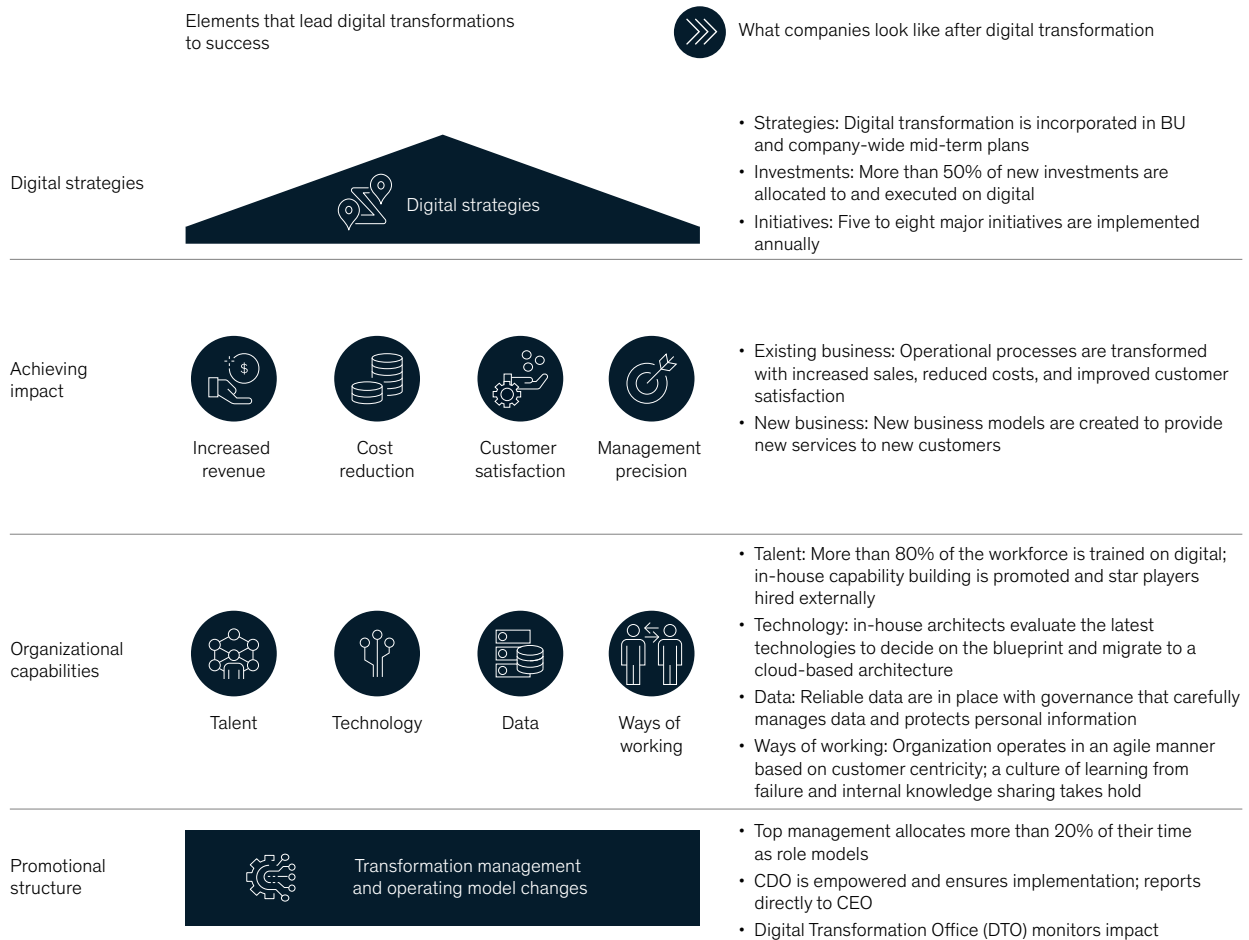 Elements that lead digital transformations
to success
What companies look like after digital transformation
Digital strategies
Digital strategies
• Strategies: Digital transformation is incorporated in BU
and company-wide mid-term plans
• Investments: More than 50% of new investments are
allocated to and executed on digital
• Initiatives: Five to eight major initiatives are implemented
annually
Achieving
impact
$
Increased
revenue
Cost
reduction
Customer
satisfaction
Management
precision
• Existing business: Operational processes are transformed
with increased sales, reduced costs, and improved customer
satisfaction
• New business: New business models are created to provide
new services to new customers
Organizational
capabilities
Talent
Technology
Data
Ways of
working
• Talent: More than 80% of the workforce is trained on digital;
in-house capability building is promoted and star players
hired externally
• Technology: in-house architects evaluate the latest
technologies to decide on the blueprint and migrate to a
cloud-based architecture
• Data: Reliable data are in place with governance that carefully
manages data and protects personal information
• Ways of working: Organization operates in an agile manner
based on customer centricity; a culture of learning from
failure and internal knowledge sharing takes hold
Promotional
structure
Transformation management
and operating model changes
• Top management allocates more than 20% of their time
as role models
• CDO is empowered and ensures implementation; reports
directly to CEO
• Digital Transformation Office (DTO) monitors impact